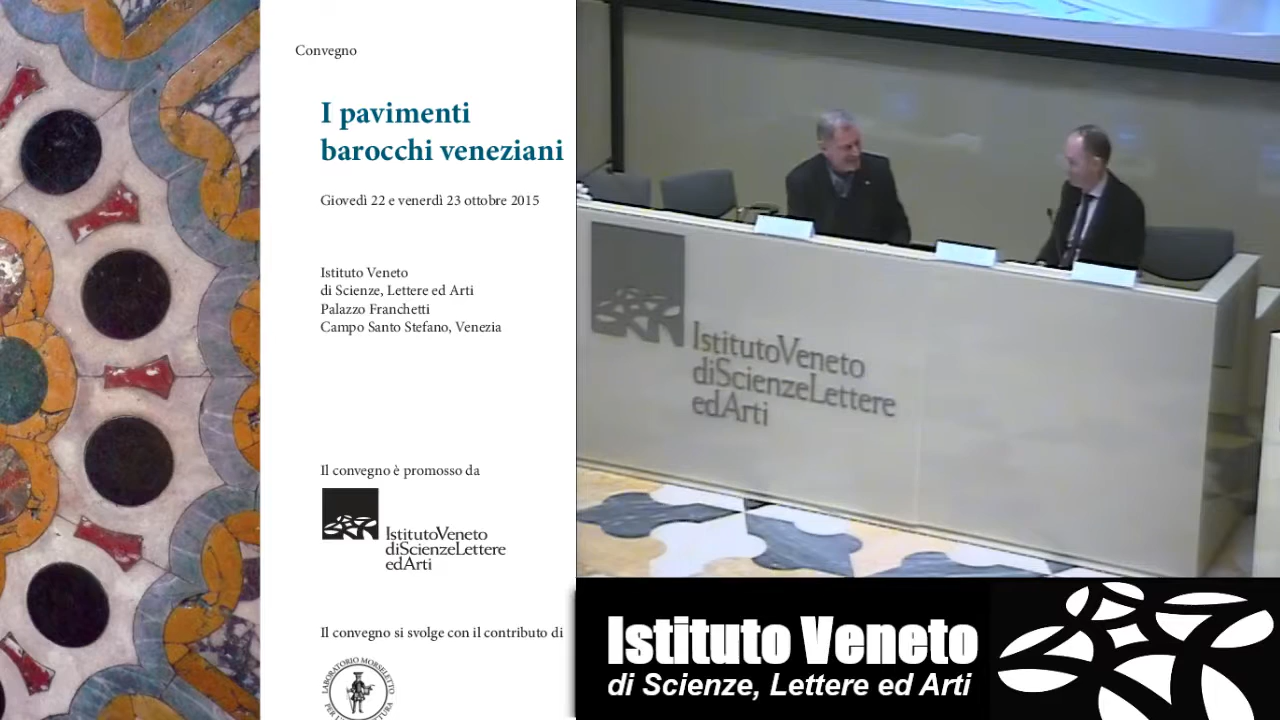 Convegno
I pavimenti
barocchi veneziani
Giovedì 22 e venerdì 23 ottobre 2015
Istituto Veneto
di Scienze, Lettere ed Arti
Palazzo Franchetti
Campo Santo Stefano, Venezia
Il convegno è promosso da
IstitutoVeneto
diScienzeLettere
edArti
Il convegno si svolge con il contributo di
LABORATORIO MORSELETTO
IstitutoVeneto
diScienzeLettere
edArti
Istituto Veneto
di Scienze, Lettere ed Arti